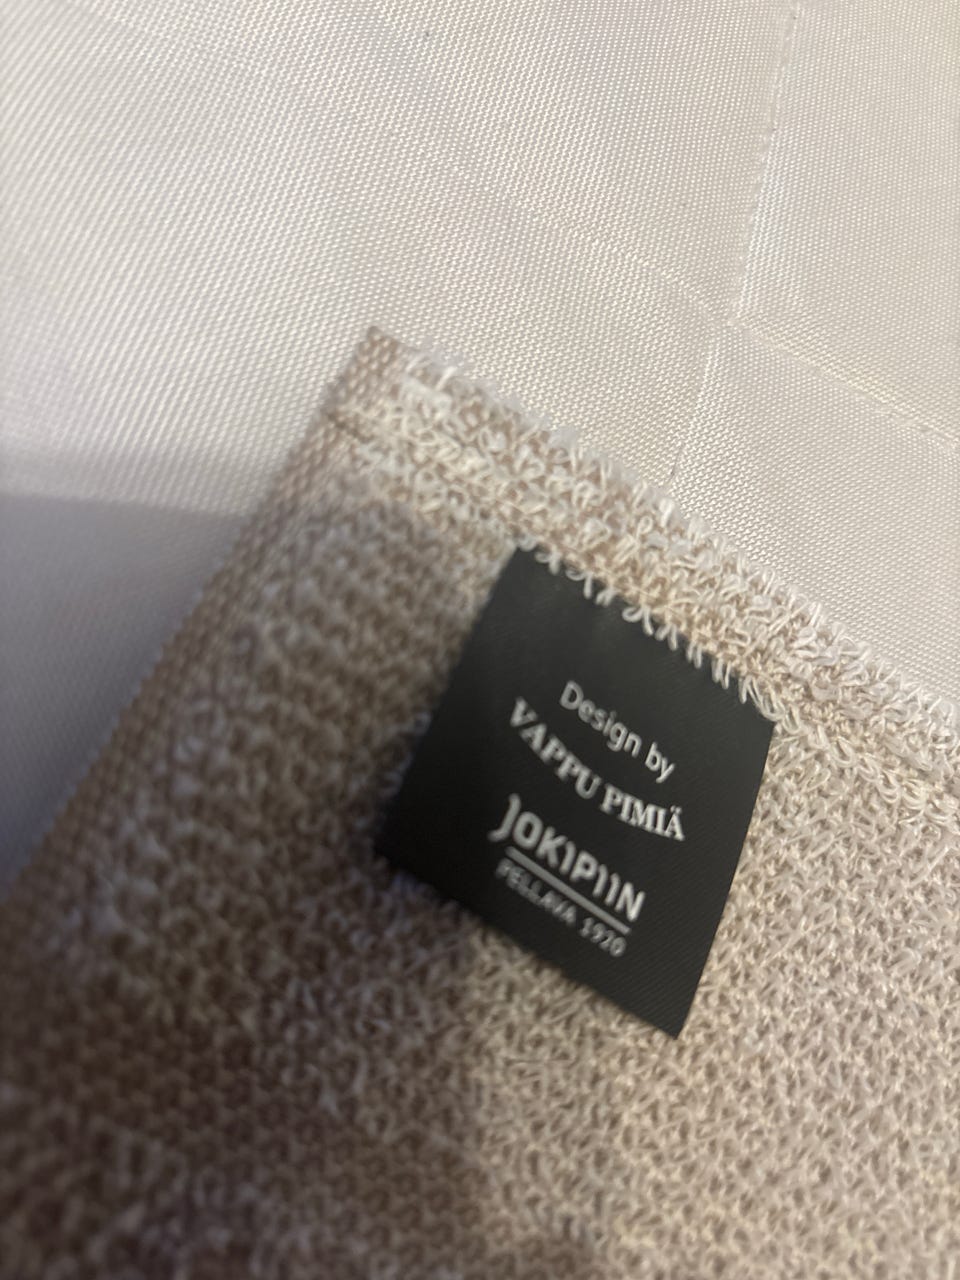 Design by
VAPPU PIMIÄ
JOKIPIIN
PELLAVA 1920